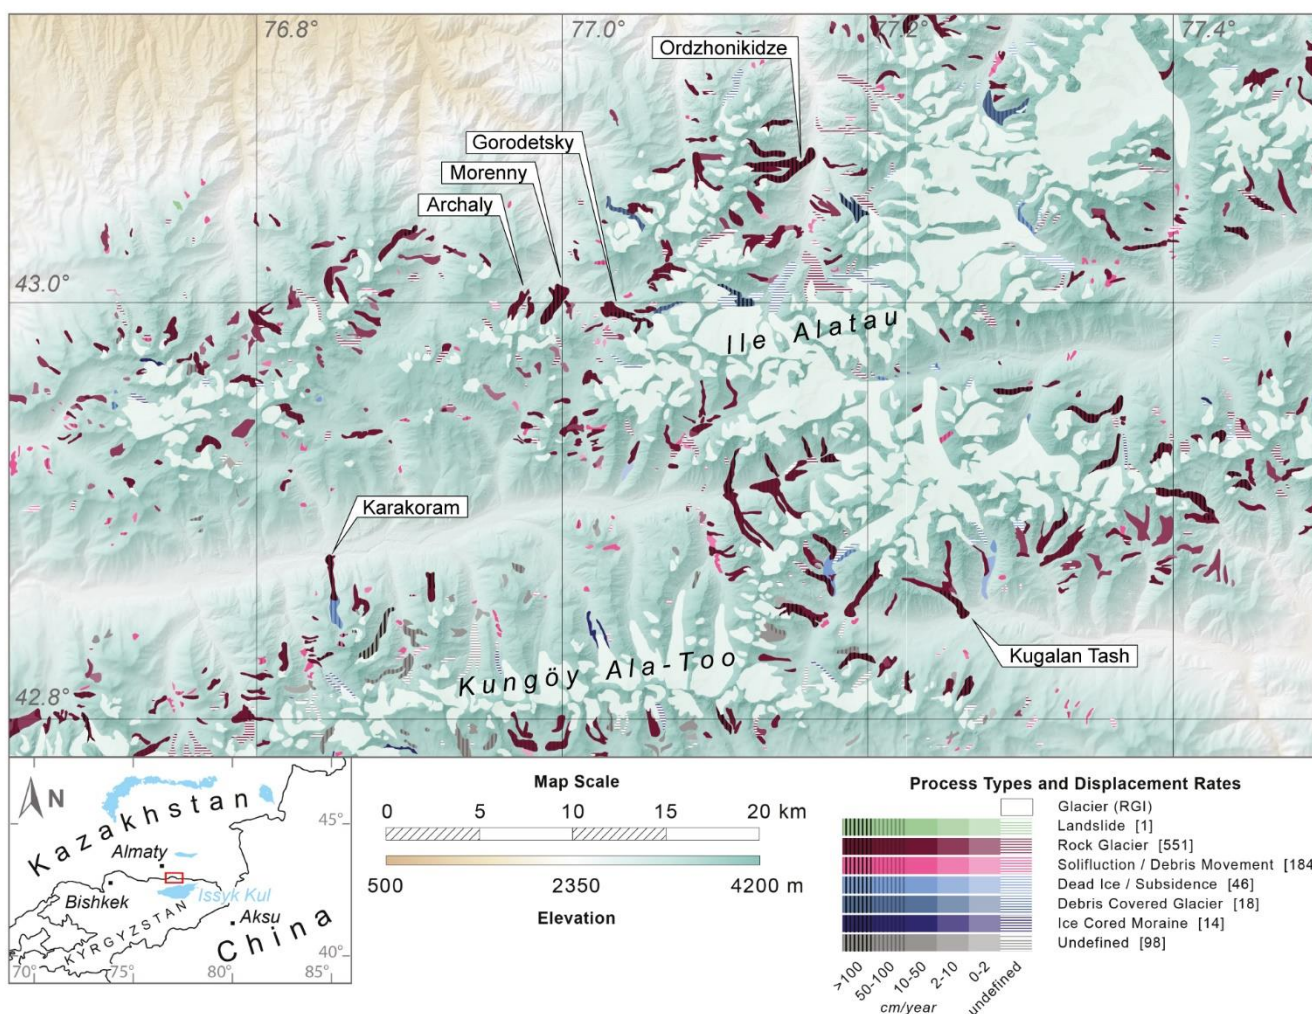 76.8°
77.0°
77.2°
77.4°
Ordzhonikidze
Gorodetsky
Morenny
Archaly
43.0°
Ile Alatau
Karakoram
Kugalan Tash
Kungöy Ala-Too
42.8°
N
Kazakhstan
45°
Almaty
Bishkek
Issyk Kul
KYRGYZSTAN
Aksu
China
40°
70°
75°
80°
85°
Map Scale
0 5 10 15 20 km
500 2350 4200 m
Elevation
Process Types and Displacement Rates
Glacier (RGI)
Landslide [1]
Rock Glacier [551]
Solifluction / Debris Movement [184
Dead Ice / Subsidence [46]
Debris Covered Glacier [18]
Ice Cored Moraine [14]
Undefined [98]
>100 50-100 10-50 2-10 0-2 undefined
cm/year